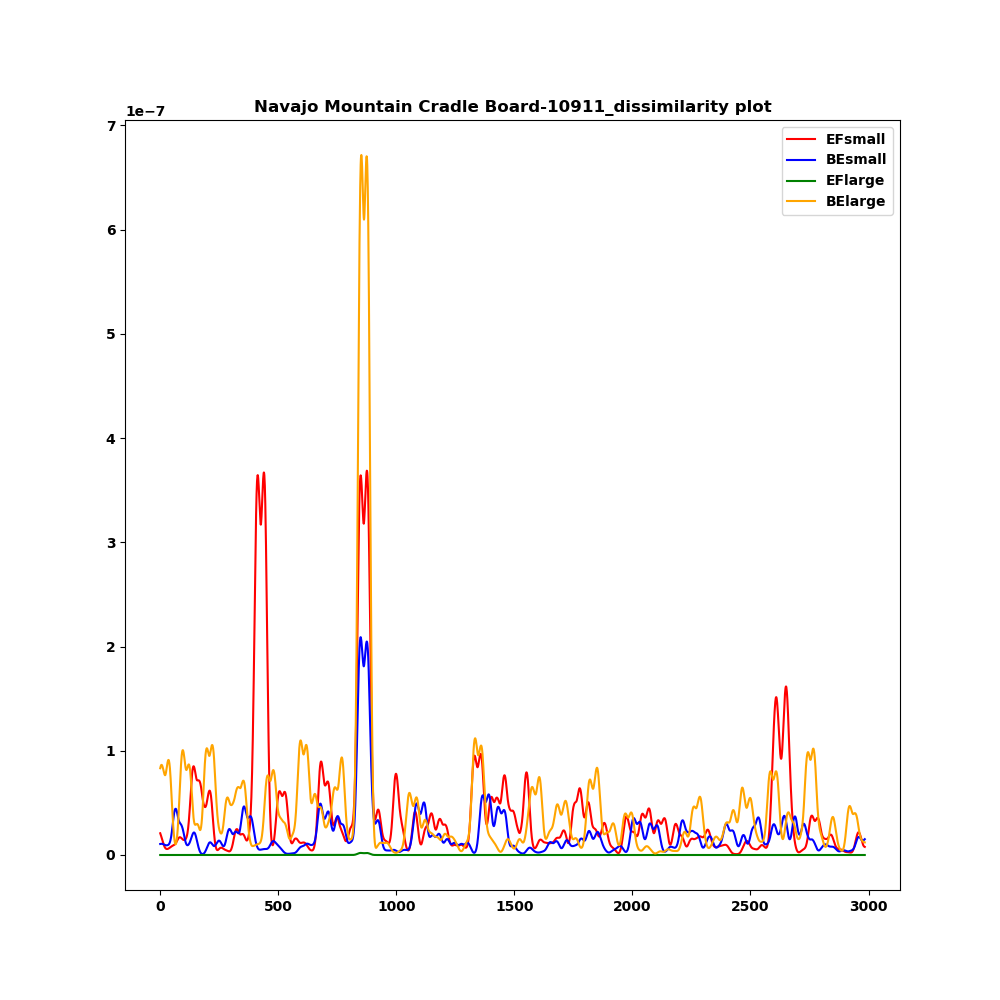 Navajo Mountain Cradle Board-10911_dissimilarity plot
1e−7
EFsmall
BEsmall
EFlarge
BElarge
7
6
5
4
3
2
1
0
0 500 1000 1500 2000 2500 3000